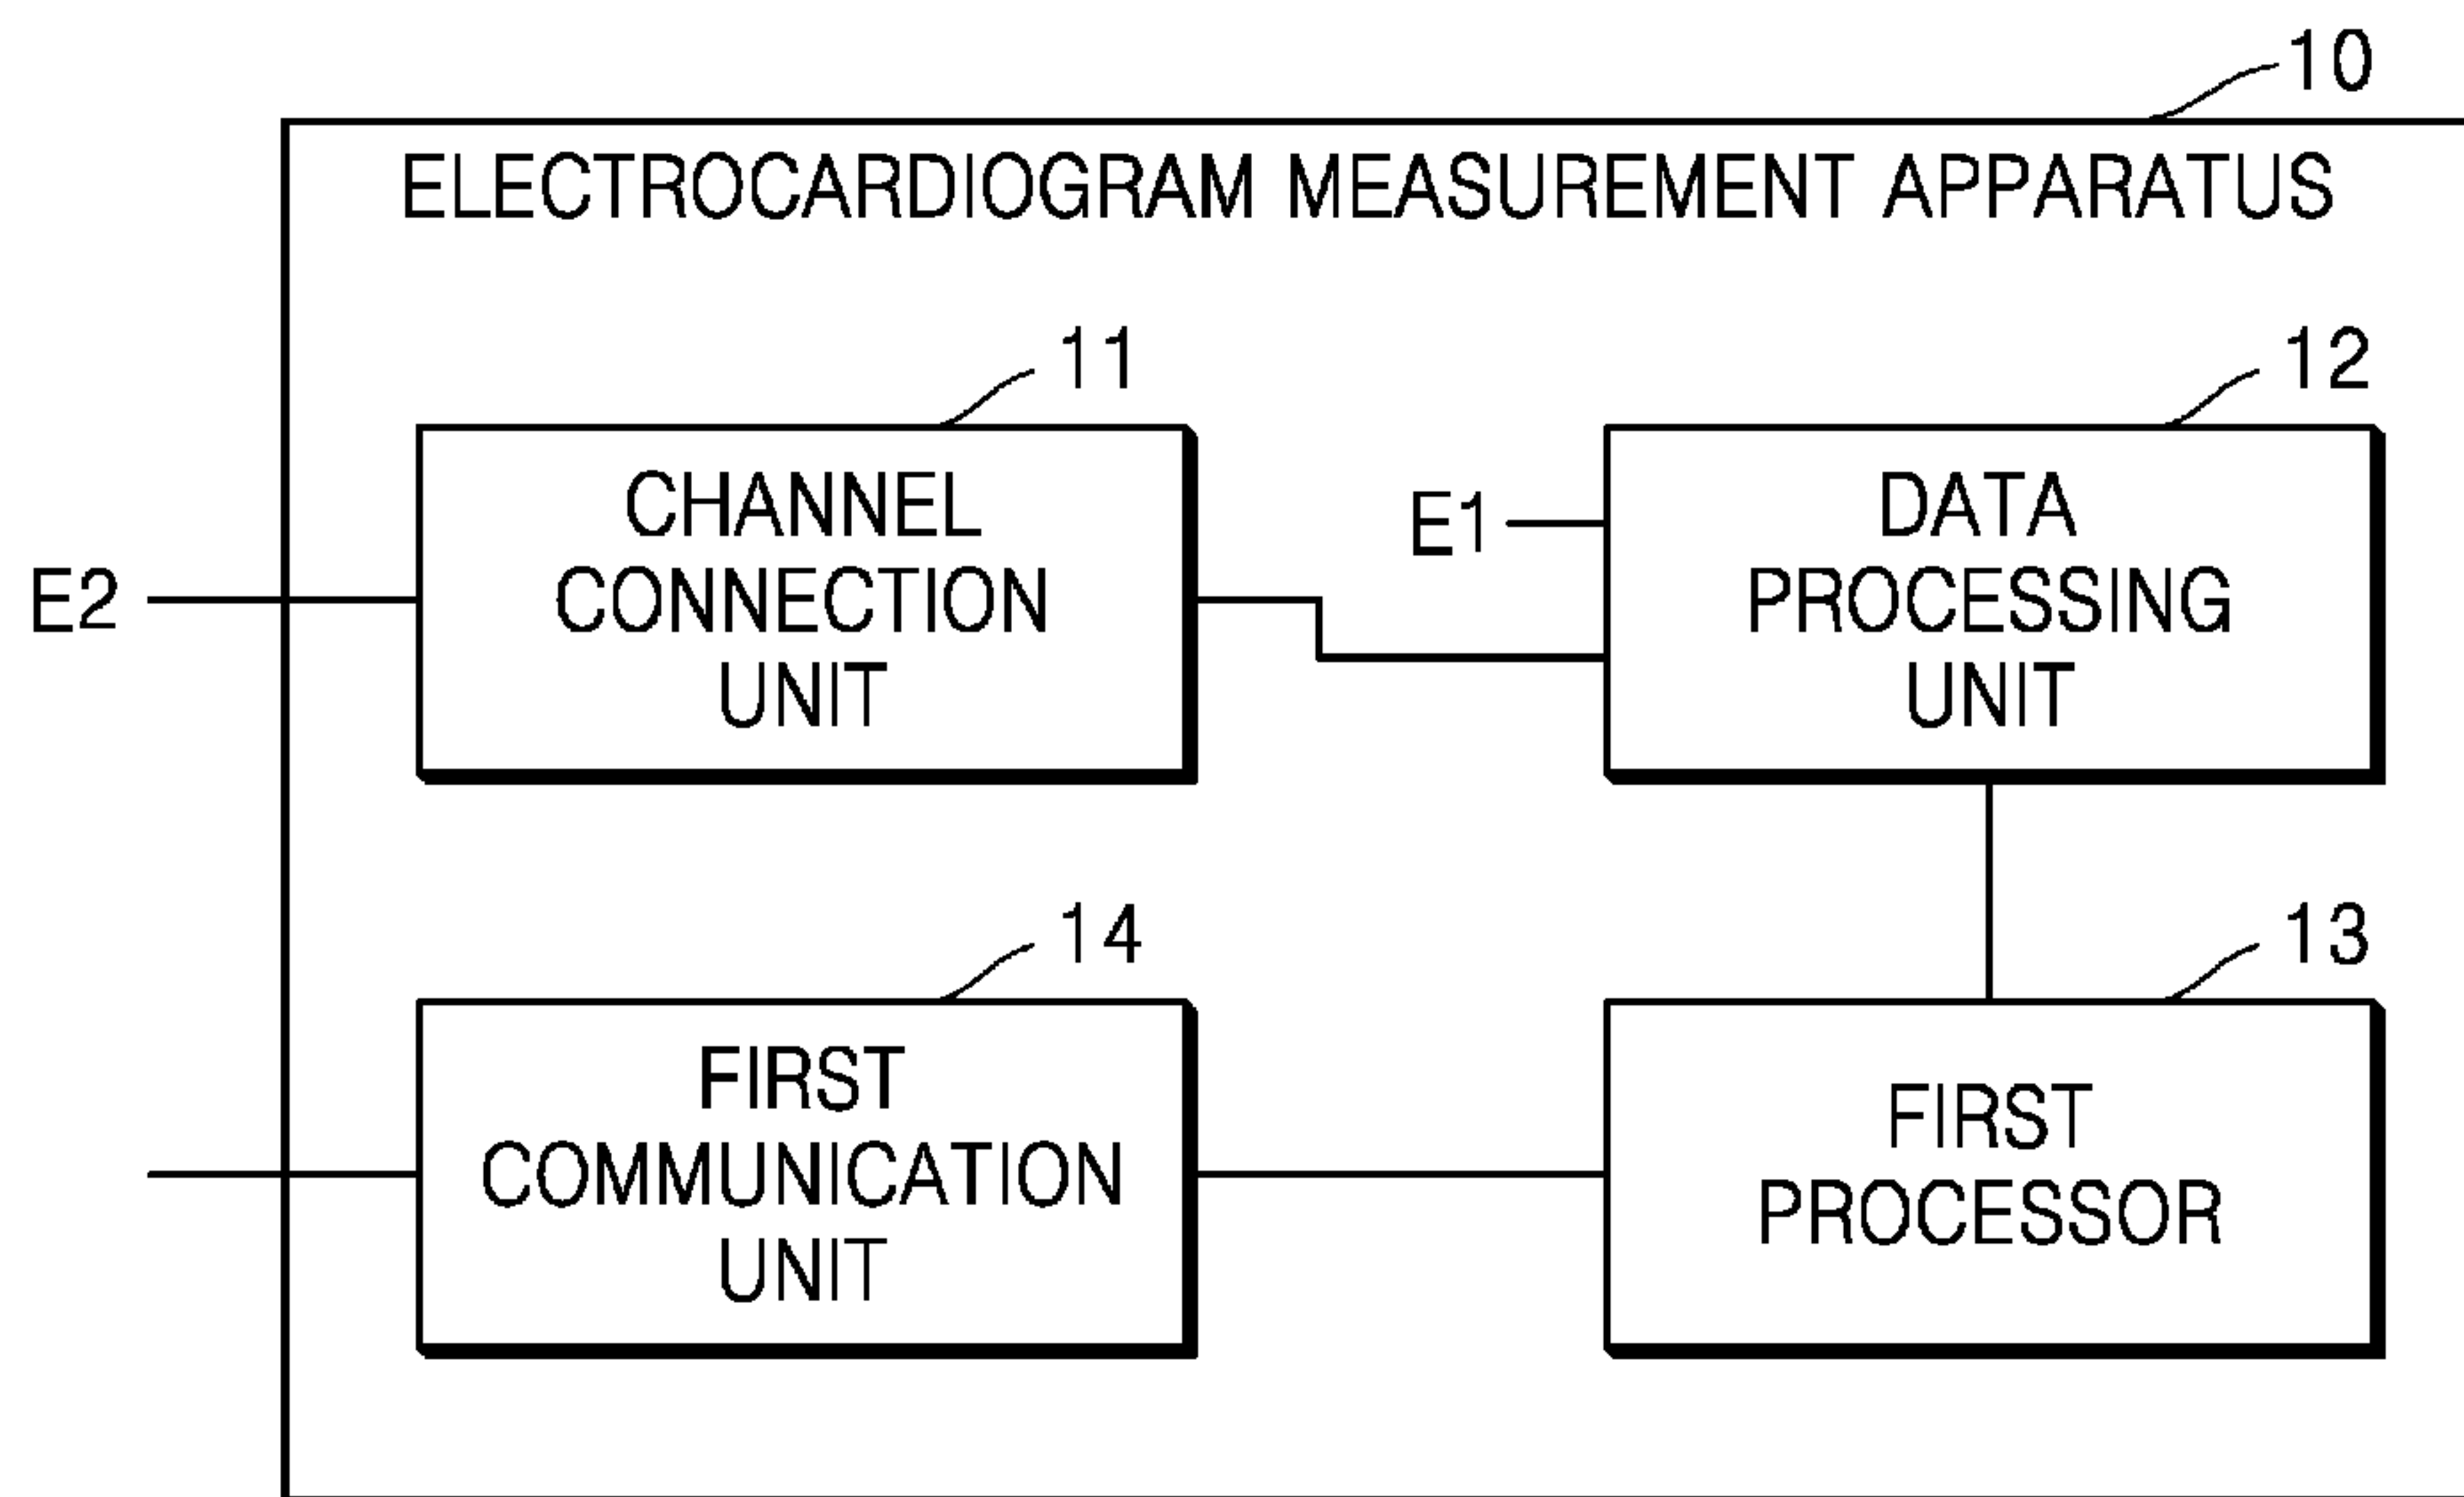 10
ELECTROCARDIOGRAM MEASUREMENT APPARATUS
11
12
CHANNEL
CONNECTION
UNIT
E2
E1
DATA
PROCESSING
UNIT
14
13
FIRST
COMMUNICATION
UNIT
FIRST
PROCESSOR